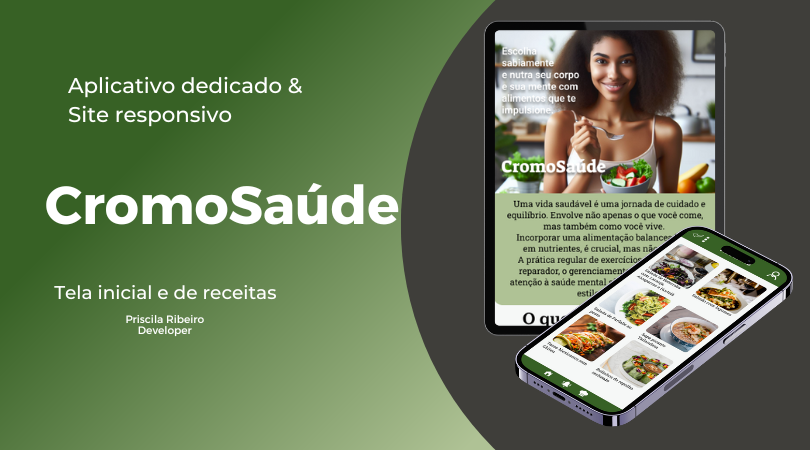 Aplicativo dedicado &
Site responsivo
CromoSaúde
Tela inicial e de receitas
Priscila Ribeiro
Developer
Escolha
sabiamente
e nutra seu corpo
e sua mente com
alimentos que te
impulsione
CromoSaúde
Uma vida saudável é uma jornada de cuidado e
equilíbrio. Envolve não apenas o que você come,
mas também como você vive.
Incorporar uma alimentação
em nutrientes, é crucial, mas
A prática regular de exercícios
reparador, o gerenciamento
atenção à saúde mental
O que